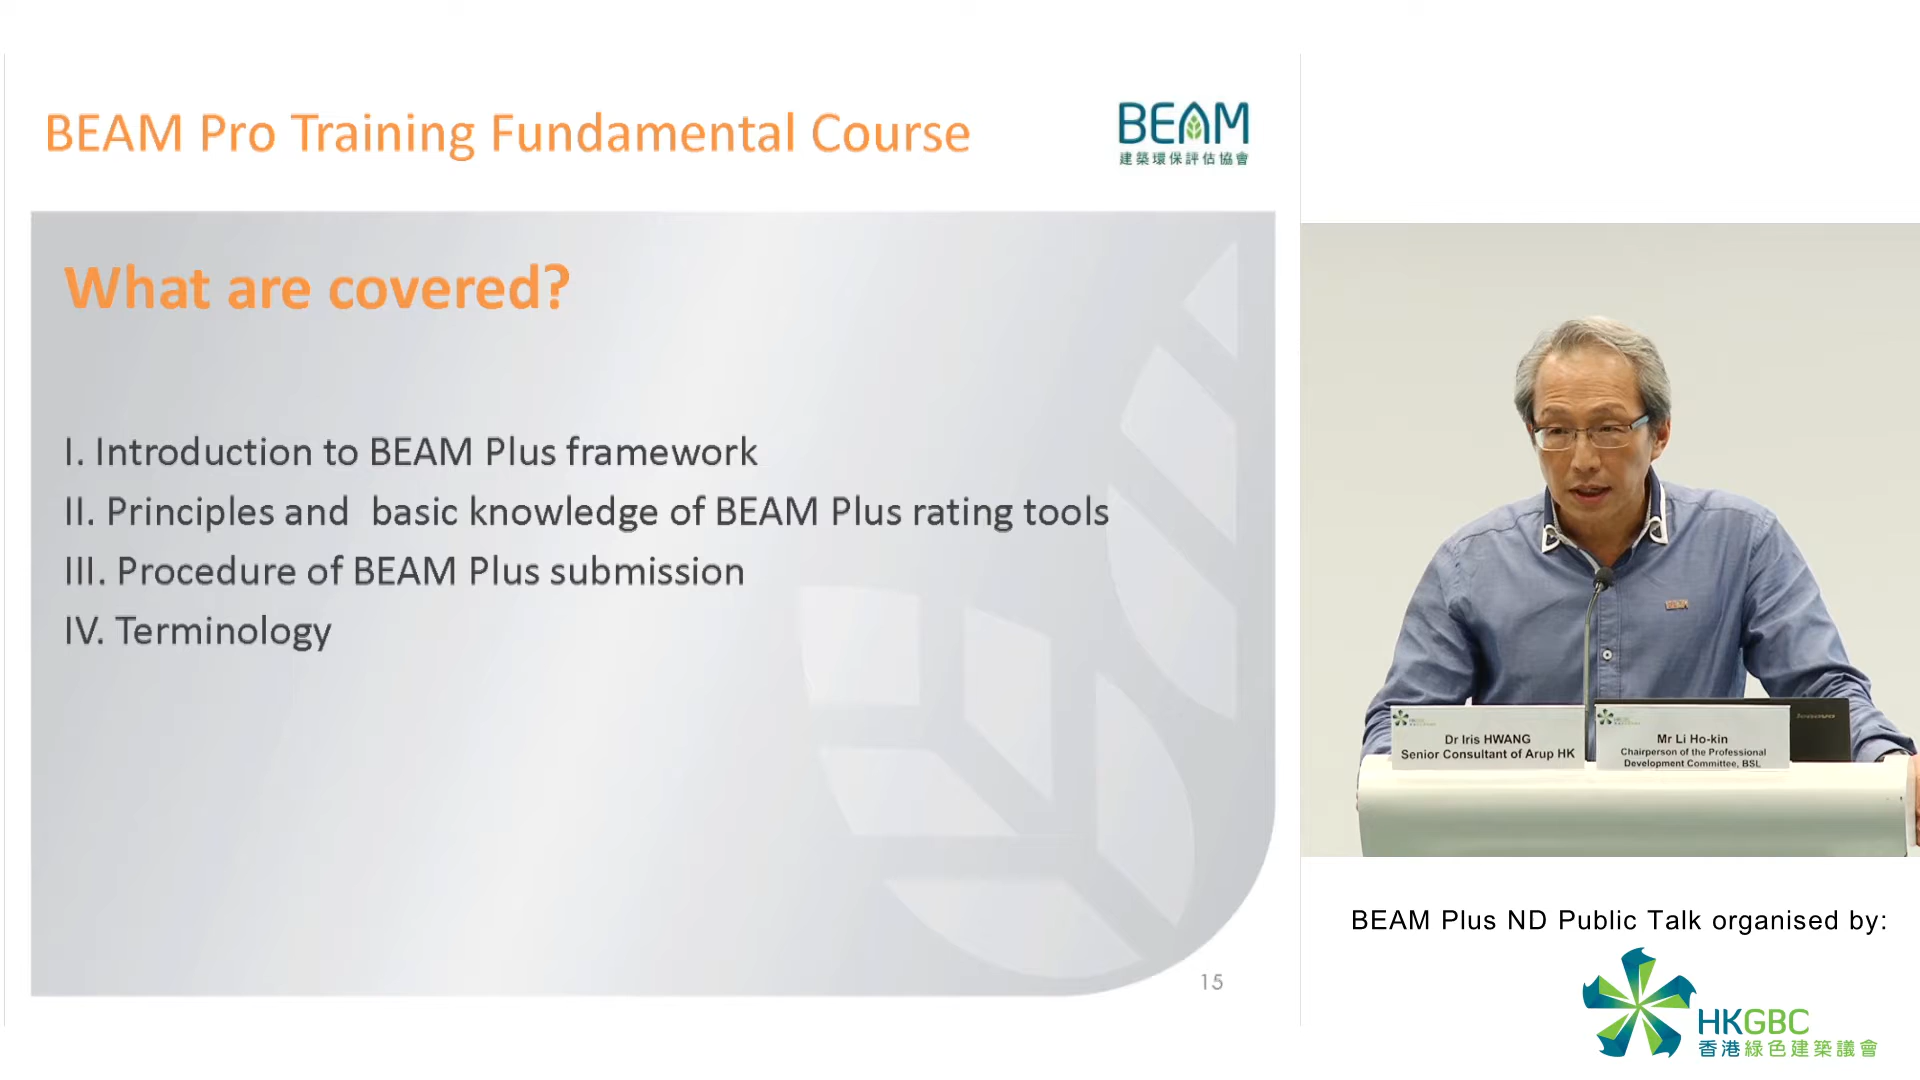 BEAM Pro Training Fundamental Course
BEAM
建築環保評估協會
What are covered?
I. Introduction to BEAM Plus framework
II. Principles and  basic knowledge of BEAM Plus rating tools
III. Procedure of BEAM Plus submission
IV. Terminology
15
Dr Iris HWANG
Senior Consultant of Arup HK
Mr Li Ho-kin
Chairperson of the Professional
Development Committee, BSL
BEAM Plus ND Public Talk organised by:
HKGBC
香港綠色建築議會